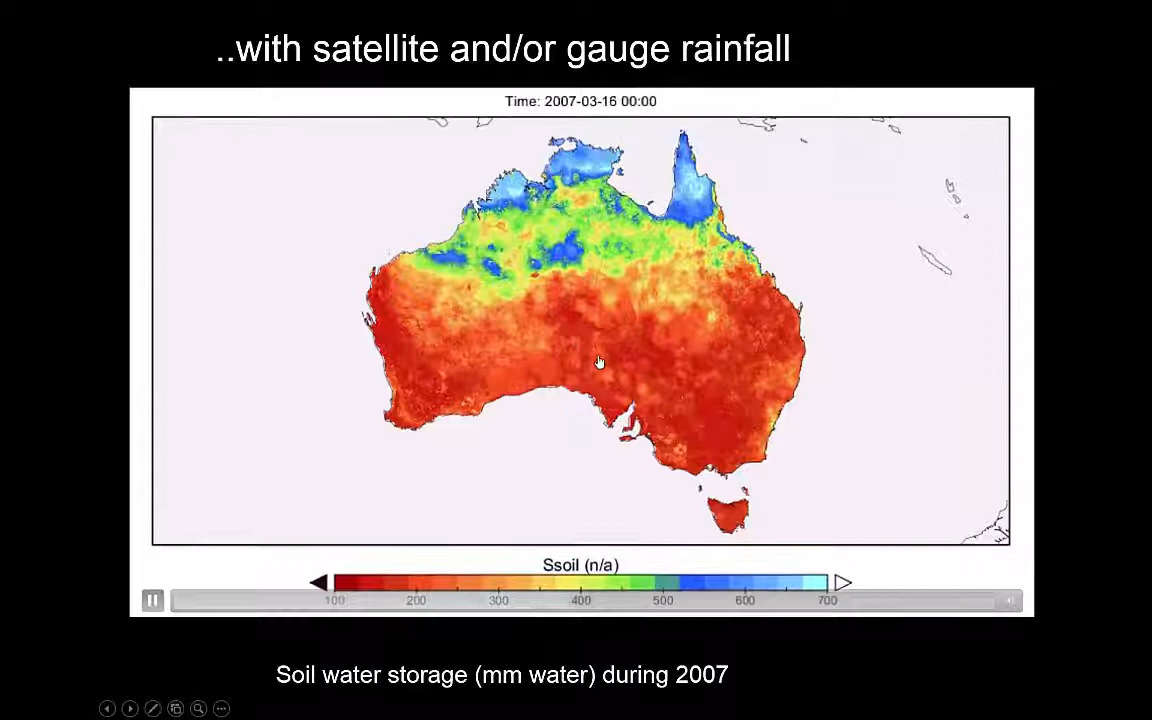 ..with satellite and/or gauge rainfall
Time: 2007-03-16 00:00
Ssoil (n/a)
100 200 300 400 500 600 700
Soil water storage (mm water) during 2007